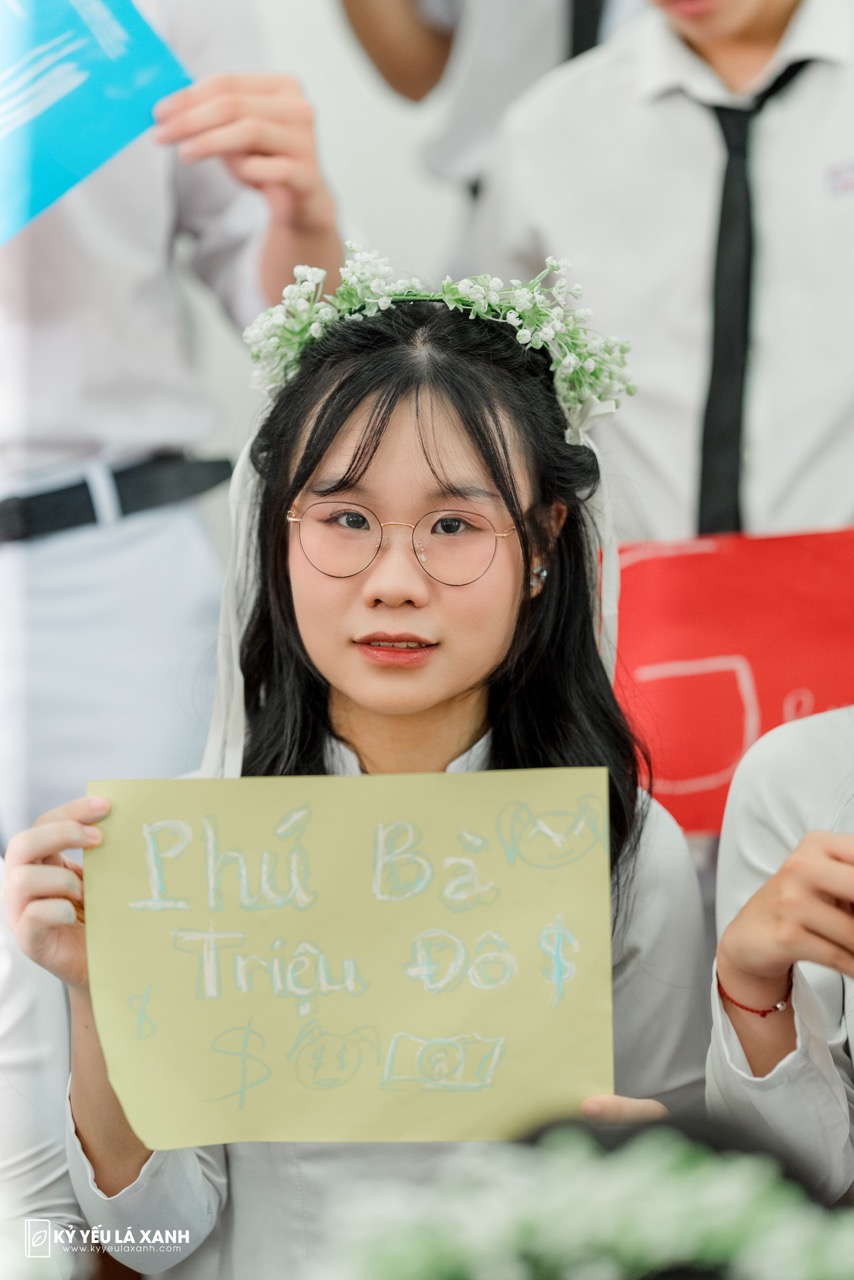 Phú Bà
Triệu Đô $
$
$
KỶ YẾU LÁ XANH
www.kyyeulaxanh.com